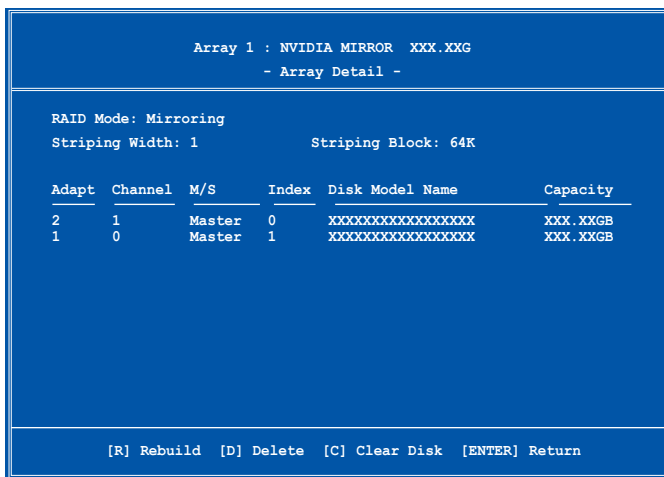 Array 1 : NVIDIA MIRROR XXX.XXG
- Array Detail -
RAID Mode: Mirroring
Striping Width: 1 Striping Block: 64K
Adapt Channel M/S Index Disk Model Name Capacity
2 1 Master 0 XXXXXXXXXXXXXXXXX XXX.XXGB
1 0 Master 1 XXXXXXXXXXXXXXXXX XXX.XXGB
[R] Rebuild [D] Delete [C] Clear Disk [ENTER] Return